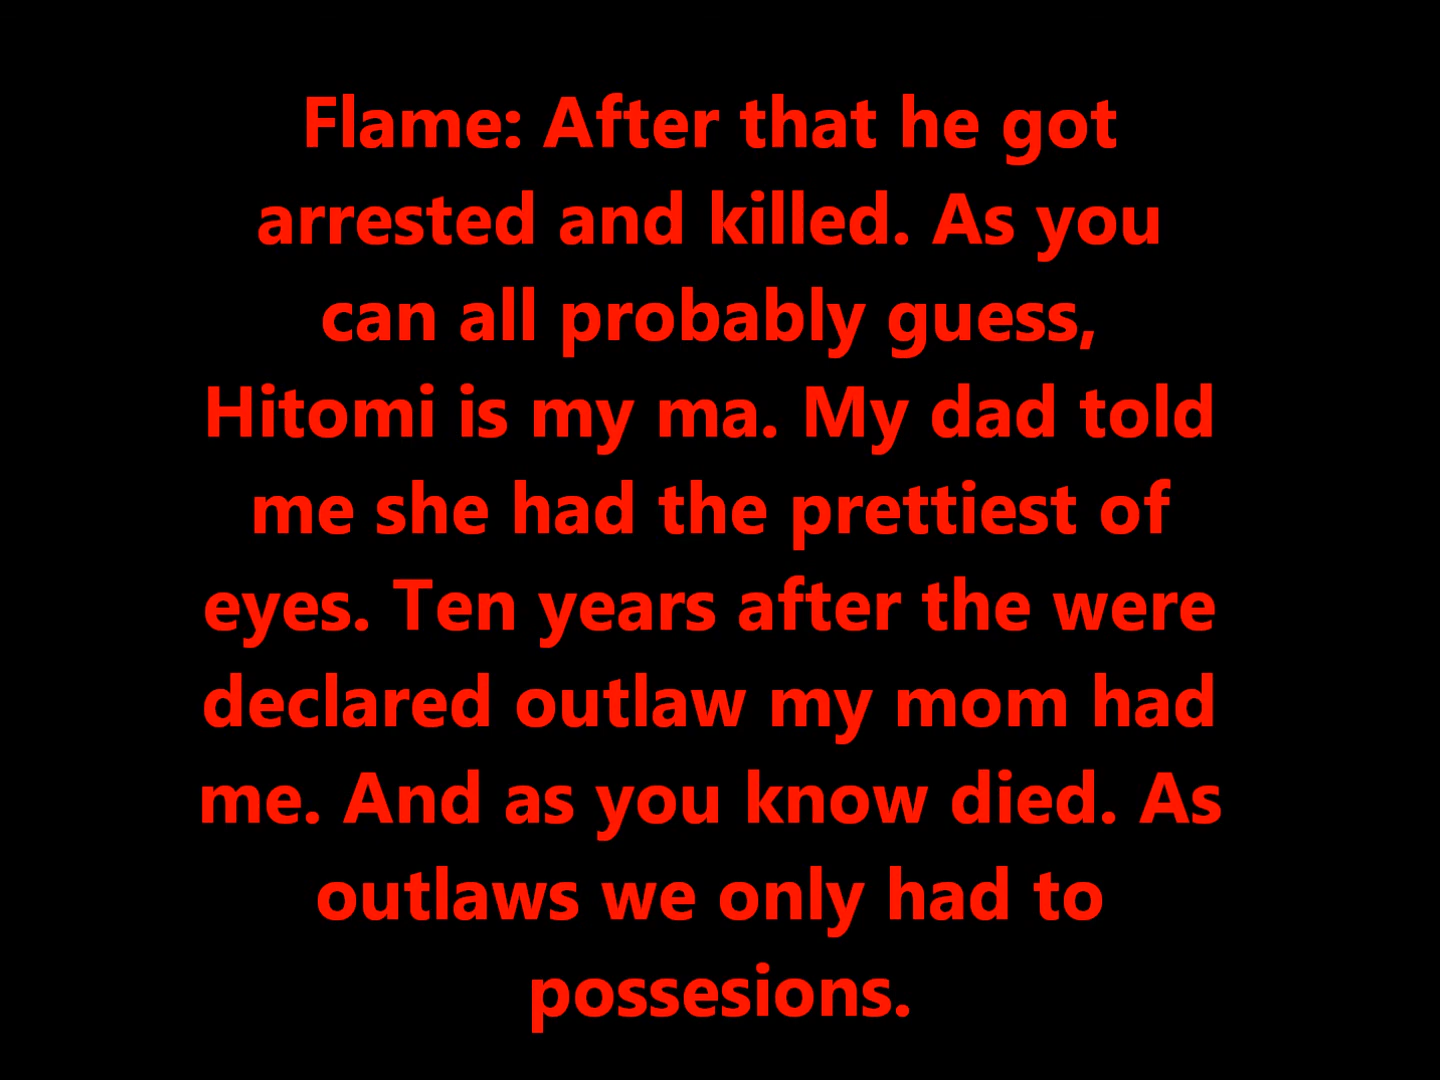 Flame: After that he got
arrested and killed. As you
can all probably guess,
Hitomi is my ma. My dad told
me she had the prettiest of
eyes. Ten years after the were
declared outlaw my mom had
me. And as you know died. As
outlaws we only had to
possesions.